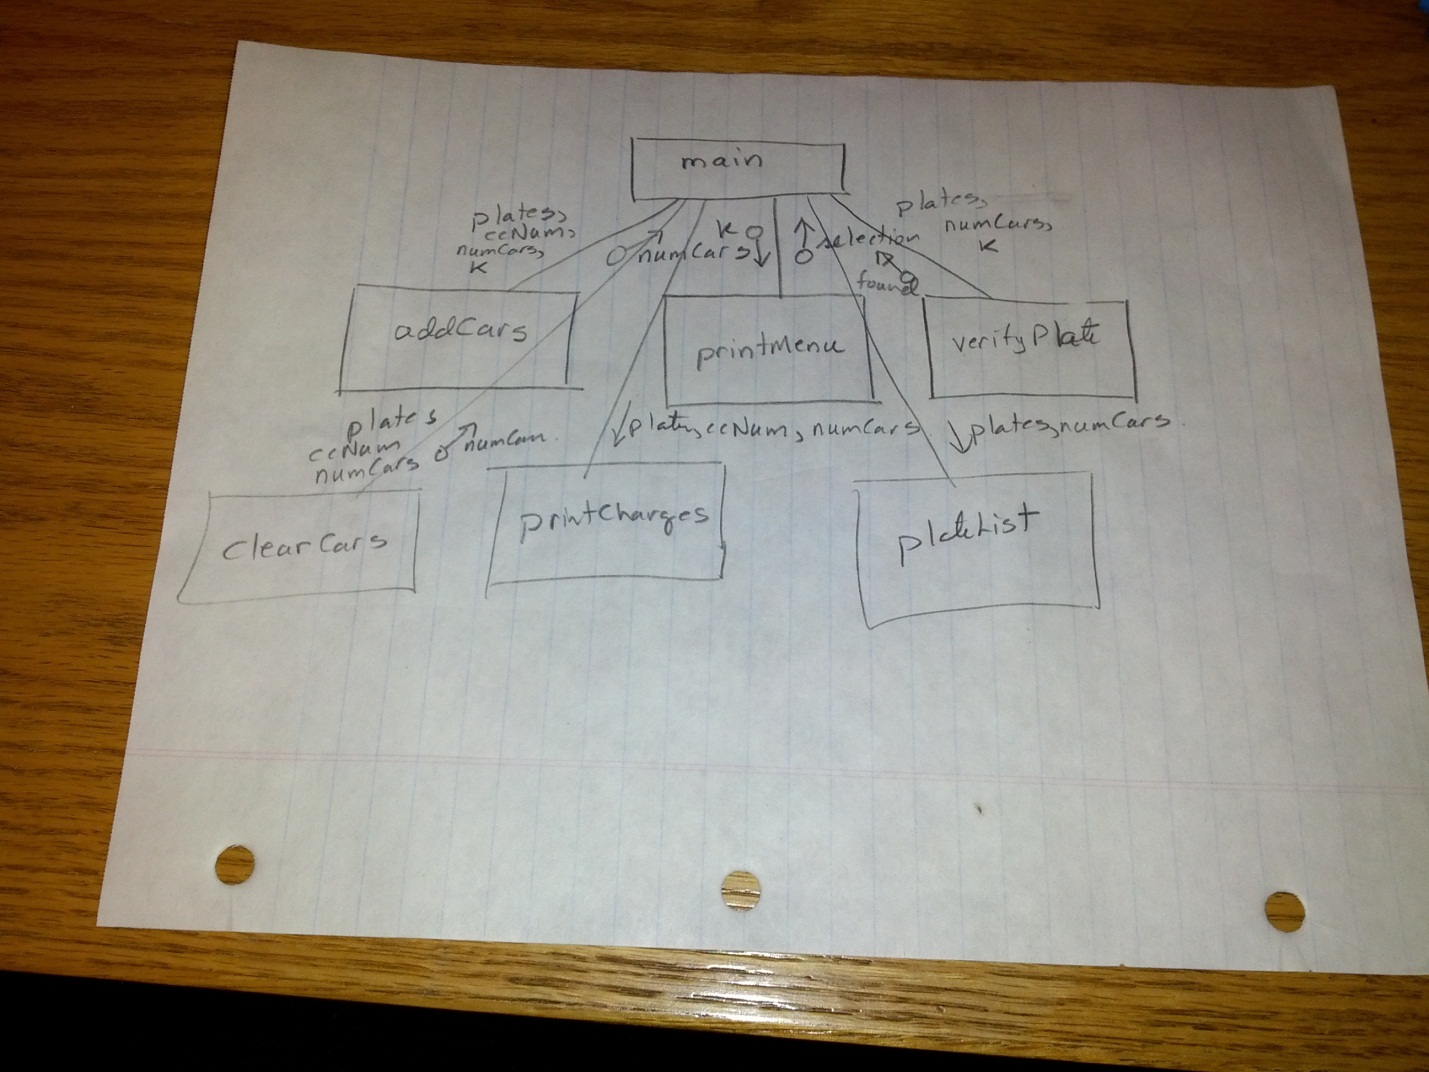 main
plates,
ccNum,
numCars,
K
numCars
K
selection
found
plates,
numCars,
K
addCars
printMenu
verifyPlate
plates
ccNum
numCars
numCars.
plates, ccNum, numCars
plates, numCars.
clearCars
printCharges
plateList